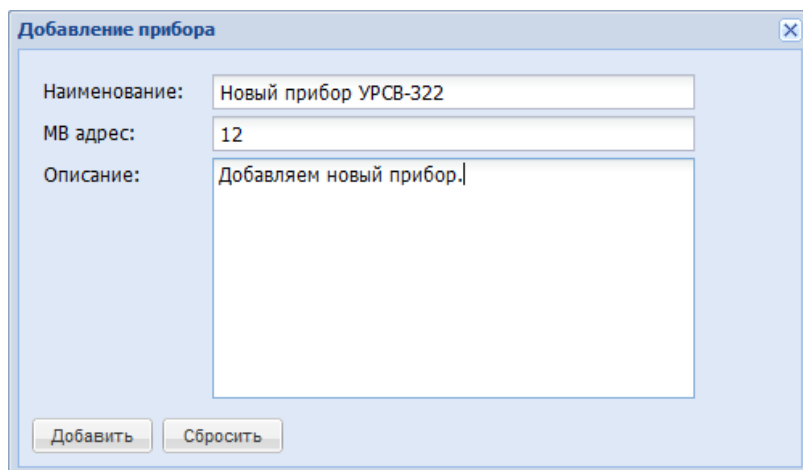 Добавление прибора
Наименование: Новый прибор УРСВ-322
МВ адрес: 12
Описание: Добавляем новый прибор.
Добавить Сбросить